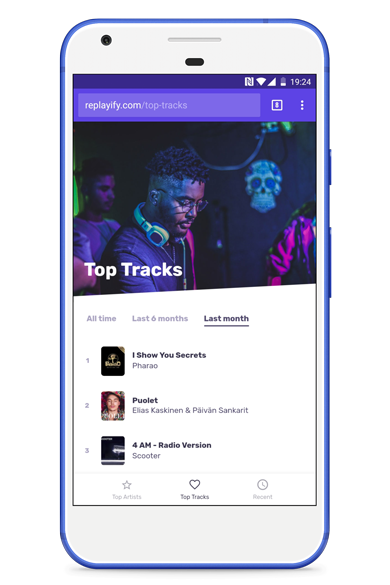 19:24
replayify.com/top-tracks
8
Top Tracks
All time Last 6 months Last month
1 I Show You Secrets
Pharao
2 Puolet
Elias Kaskinen & Päivän Sankarit
3 4 AM - Radio Version
Scooter
Top Artists Top Tracks Recent